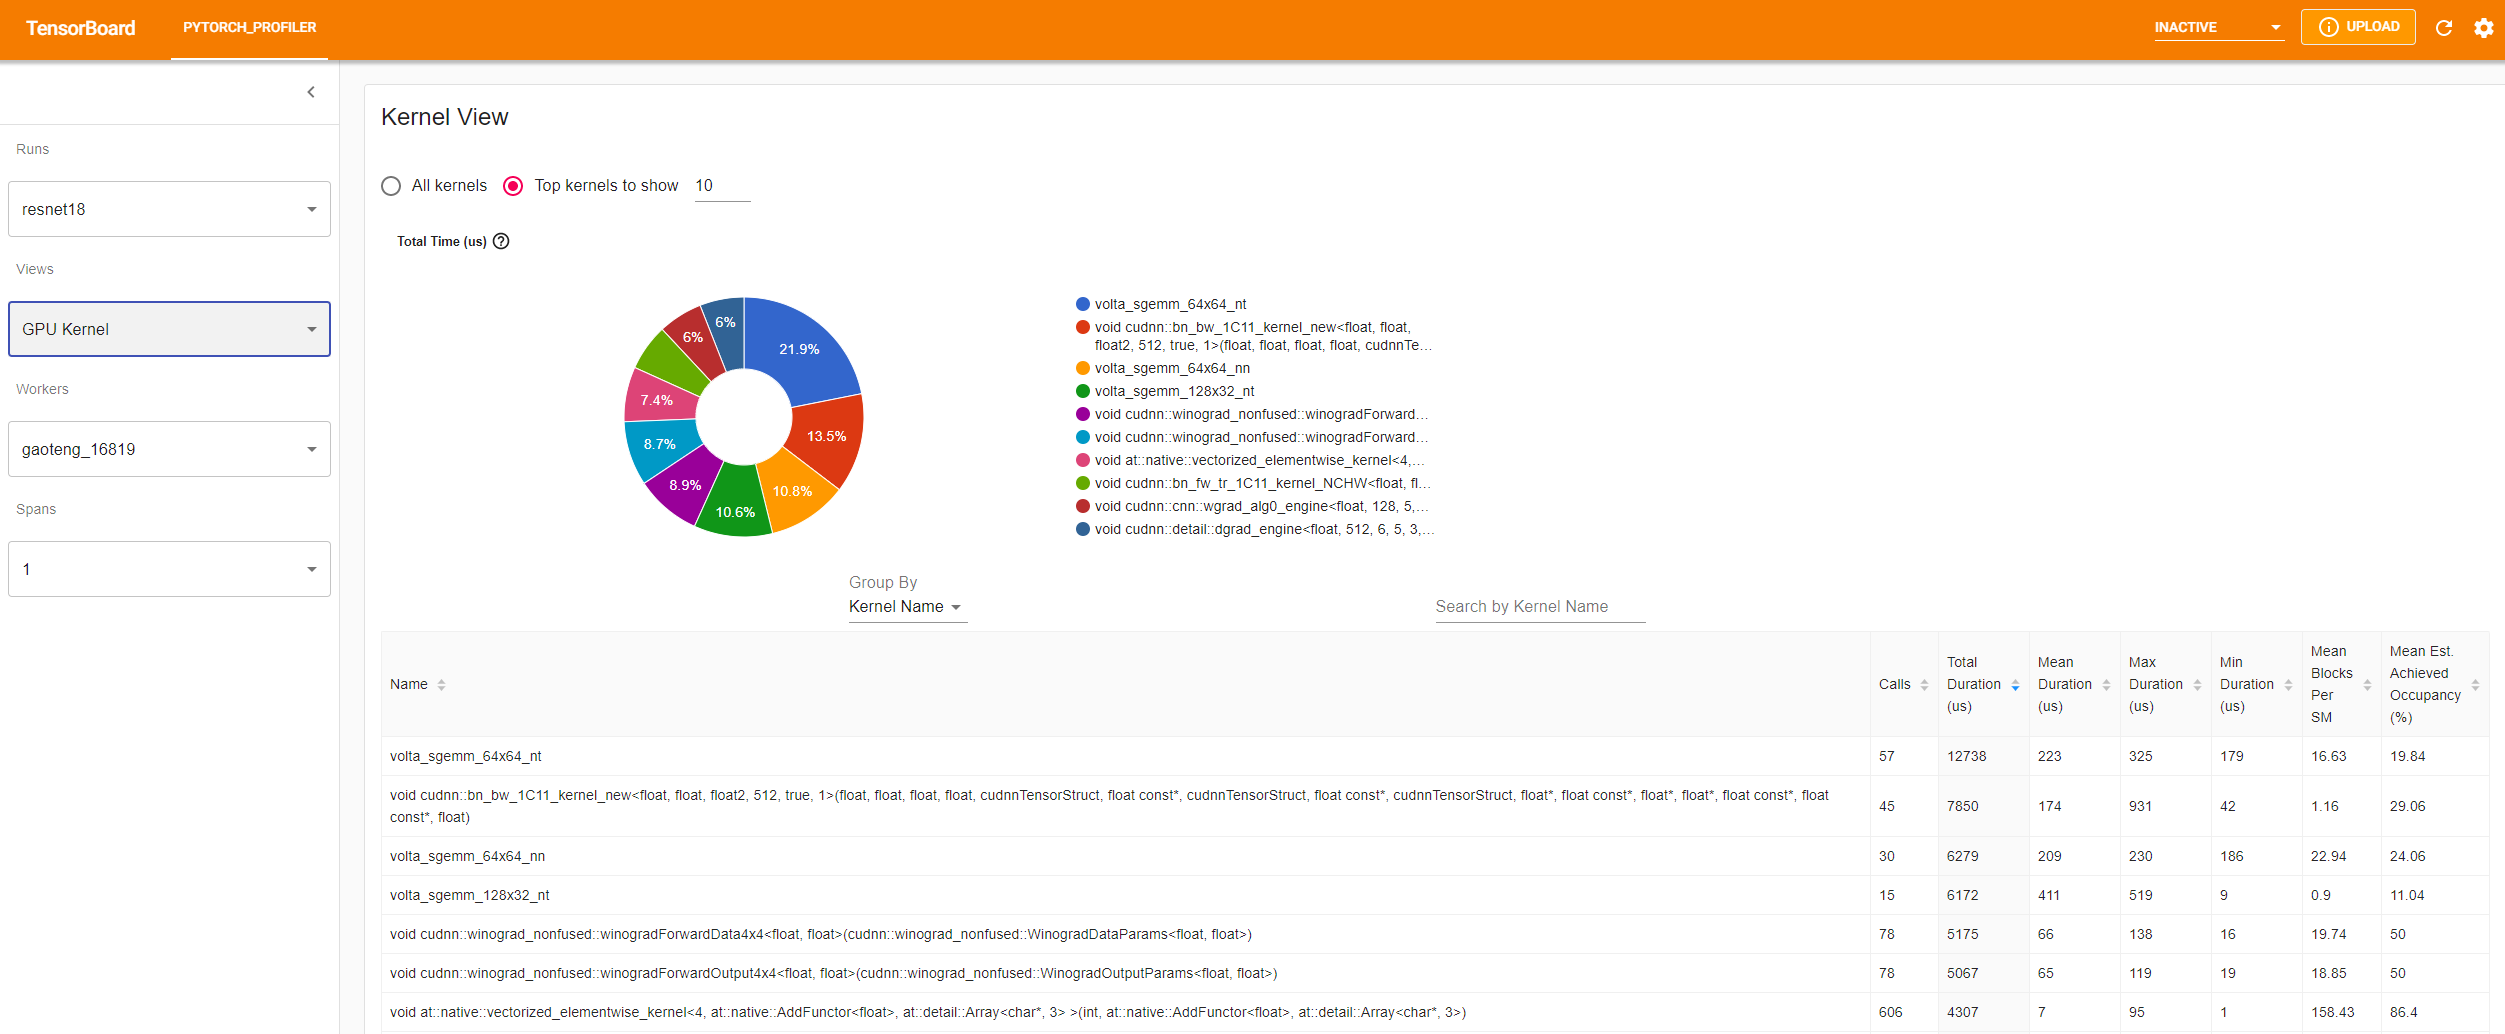 TensorBoard
PYTORCH_PROFILER
INACTIVE
UPLOAD
Runs
resnet18
Views
GPU Kernel
Workers
gaoteng_16819
Spans
1
Kernel View
All kernels
Top kernels to show
10
Total Time (us)
21.9%
13.5%
10.8%
10.6%
8.9%
8.7%
7.4%
6%
6%
volta_sgemm_64x64_nt
void cudnn::bn_bw_1C11_kernel_new<float, float,
float2, 512, true, 1>(float, float, float, float, cudnnTe...
volta_sgemm_64x64_nn
volta_sgemm_128x32_nt
void cudnn::winograd_nonfused::winogradForward...
void cudnn::winograd_nonfused::winogradForward...
void at::native::vectorized_elementwise_kernel<4,...
void cudnn::bn_fw_tr_1C11_kernel_NCHW<float, fl...
void cudnn::cnn::wgrad_alg0_engine<float, 128, 5,...
void cudnn::detail::dgrad_engine<float, 512, 6, 5, 3,...
Group By
Kernel Name
Search by Kernel Name
Name
Calls
Total
Duration
(us)
Mean
Duration
(us)
Max
Duration
(us)
Min
Duration
(us)
Mean
Blocks
Per
SM
Mean Est.
Achieved
Occupancy
(%)
volta_sgemm_64x64_nt 57 12738 223 325 179 16.63 19.84
void cudnn::bn_bw_1C11_kernel_new<float, float, float2, 512, true, 1>(float, float, float, float, cudnnTensorStruct, float const*, cudnnTensorStruct, float const*, cudnnTensorStruct, float*, float const*, float*, float*, float const*, float
const*, float) 45 7850 174 931 42 1.16 29.06
volta_sgemm_64x64_nn 30 6279 209 230 186 22.94 24.06
volta_sgemm_128x32_nt 15 6172 411 519 9 0.9 11.04
void cudnn::winograd_nonfused::winogradForwardData4x4<float, float>(cudnn::winograd_nonfused::WinogradDataParams<float, float>) 78 5175 66 138 16 19.74 50
void cudnn::winograd_nonfused::winogradForwardOutput4x4<float, float>(cudnn::winograd_nonfused::WinogradOutputParams<float, float>) 78 5067 65 119 19 18.85 50
void at::native::vectorized_elementwise_kernel<4, at::native::AddFunctor<float>, at::detail::Array<char*, 3> >(int, at::native::AddFunctor<float>, at::detail::Array<char*, 3>) 606 4307 7 95 1 158.43 86.4